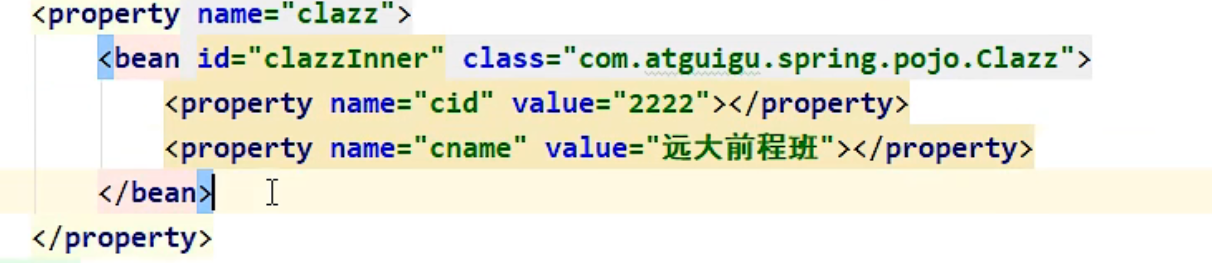 <property name="clazz">
<bean id="clazzInner" class="com.atguigu.spring.pojo.Clazz">
<property name="cid" value="2222"></property>
<property name="cname" value="远大前程班"></property>
</bean>
</property>